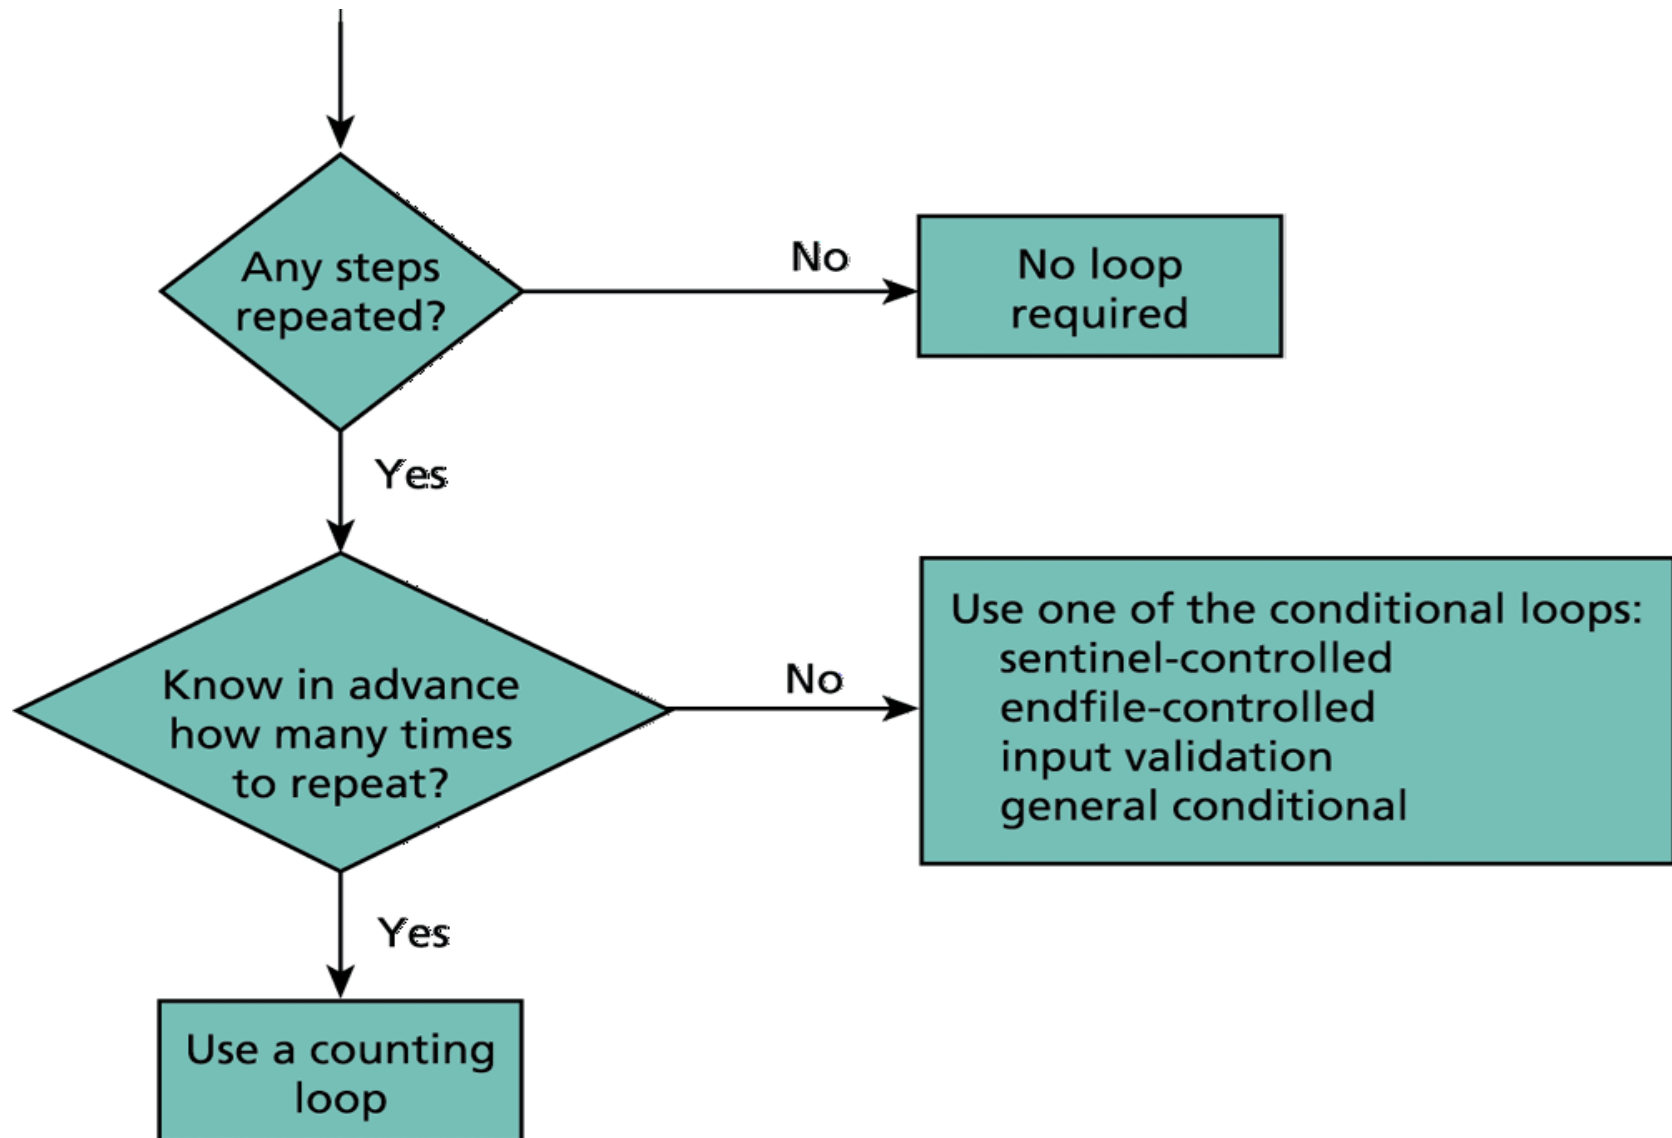 Any steps
repeated?
No
No loop
required
Yes
Know in advance
how many times
to repeat?
No
Use one of the conditional loops:
sentinel-controlled
endfile-controlled
input validation
general conditional
Yes
Use a counting
loop